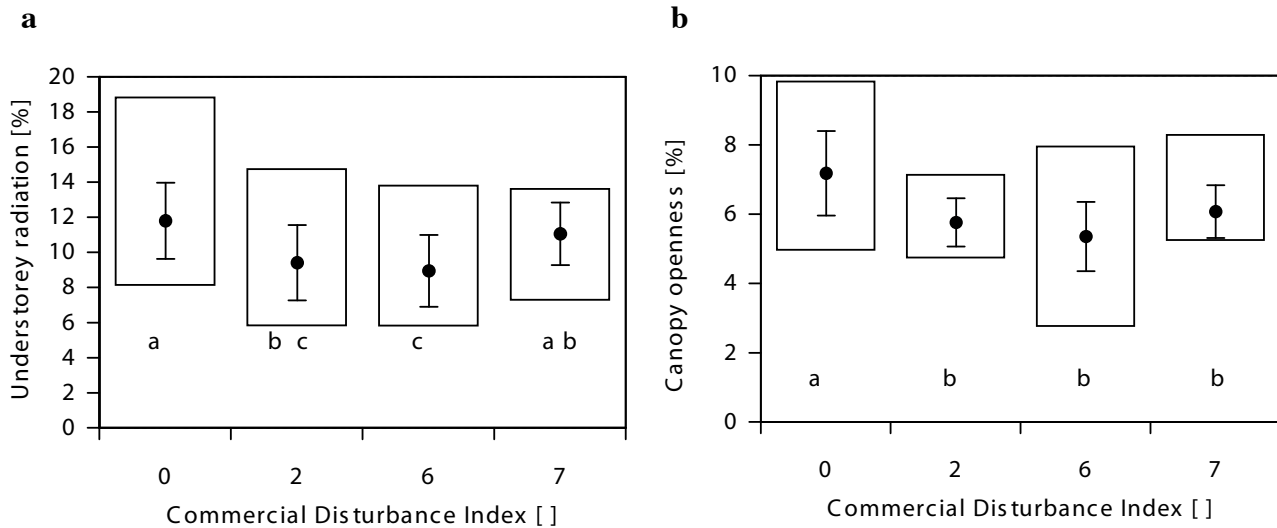 a
Understorey radiation [%]
20
18
16
14
12
10
8
6
4
2
0
a
b c
c
a b
0 2 6 7
Commercial Disturbance Index [ ]
b
Canopy openness [%]
10
8
6
4
2
0
a
b
b
b
0 2 6 7
Commercial Disturbance Index [ ]